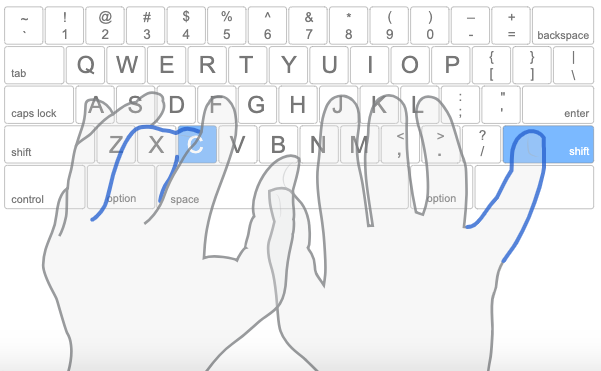 ~ ! @ # $ % ^ & * ( ) – +
` 1 2 3 4 5 6 7 8 9 0 - = backspace
tab Q W E R T Y U I O P { [ } ] | \
caps lock A S D F G H J K L : ; " ' enter
shift Z X C V B N M < , > . ? / shift
control option space option